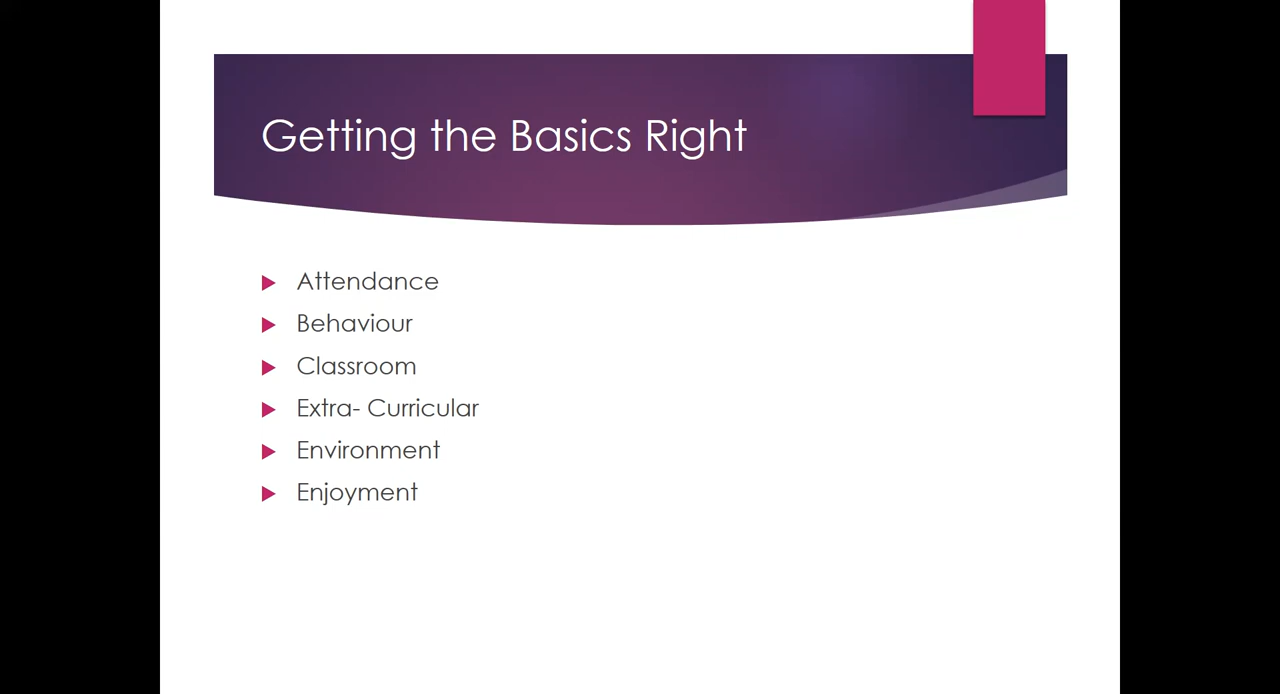 Getting the Basics Right
Attendance
Behaviour
Classroom
Extra- Curricular
Environment
Enjoyment